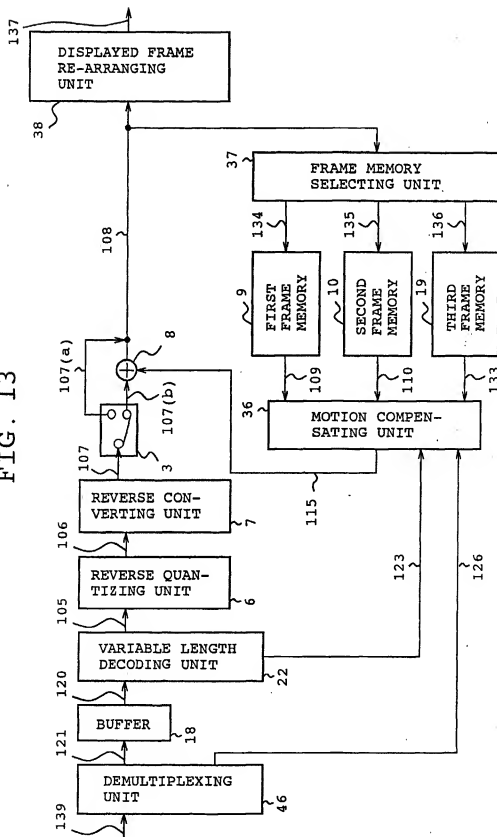 FIG. 13
137
DISPLAYED FRAME
RE-ARRANGING
UNIT
38
37
FRAME MEMORY
SELECTING UNIT
108
134
135
136
107(a)
9
FIRST
FRAME
MEMORY
10
SECOND
FRAME
MEMORY
19
THIRD
FRAME
MEMORY
8
107(b)
109
110
133
36
MOTION COMPEN-
SATING UNIT
3
107
115
REVERSE CON-
VERTING UNIT
7
106
123
126
REVERSE QUAN-
TIZING UNIT
6
105
VARIABLE LENGTH
DECODING UNIT
22
120
BUFFER
18
121
DEMULTIPLEXING
UNIT
46
139